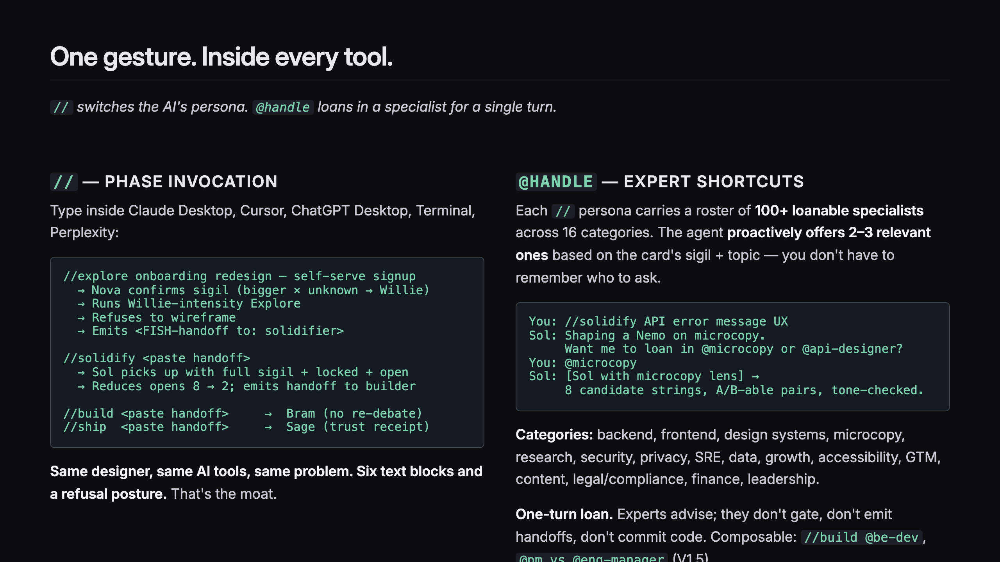 One gesture. Inside every tool.
// switches the AI's persona. @handle loans in a specialist for a single turn.
// — PHASE INVOCATION
Type inside Claude Desktop, Cursor, ChatGPT Desktop, Terminal,
Perplexity:
//explore onboarding redesign — self-serve signup
→ Nova confirms sigil (bigger × unknown → Willie)
→ Runs Willie-intensity Explore
→ Refuses to wireframe
→ Emits <FISH-handoff to: solidifier>
//solidify <paste handoff>
→ Sol picks up with full sigil + locked + open
→ Reduces opens 8 → 2; emits handoff to builder
//build <paste handoff>     →  Bram (no re-debate)
//ship  <paste handoff>     →  Sage (trust receipt)
Same designer, same AI tools, same problem. Six text blocks and
a refusal posture. That's the moat.
@HANDLE — EXPERT SHORTCUTS
Each // persona carries a roster of 100+ loanable specialists
across 16 categories. The agent proactively offers 2–3 relevant
ones based on the card's sigil + topic — you don't have to
remember who to ask.
You: //solidify API error message UX
Sol: Shaping a Nemo on microcopy.
Want me to loan in @microcopy or @api-designer?
You: @microcopy
Sol: [Sol with microcopy lens] →
8 candidate strings, A/B-able pairs, tone-checked.
Categories: backend, frontend, design systems, microcopy,
research, security, privacy, SRE, data, growth, accessibility, GTM,
content, legal/compliance, finance, leadership.
One-turn loan. Experts advise; they don't gate, don't emit
handoffs, don't commit code. Composable: //build @be-dev,
@pm vs @eng-manager (V1.5)